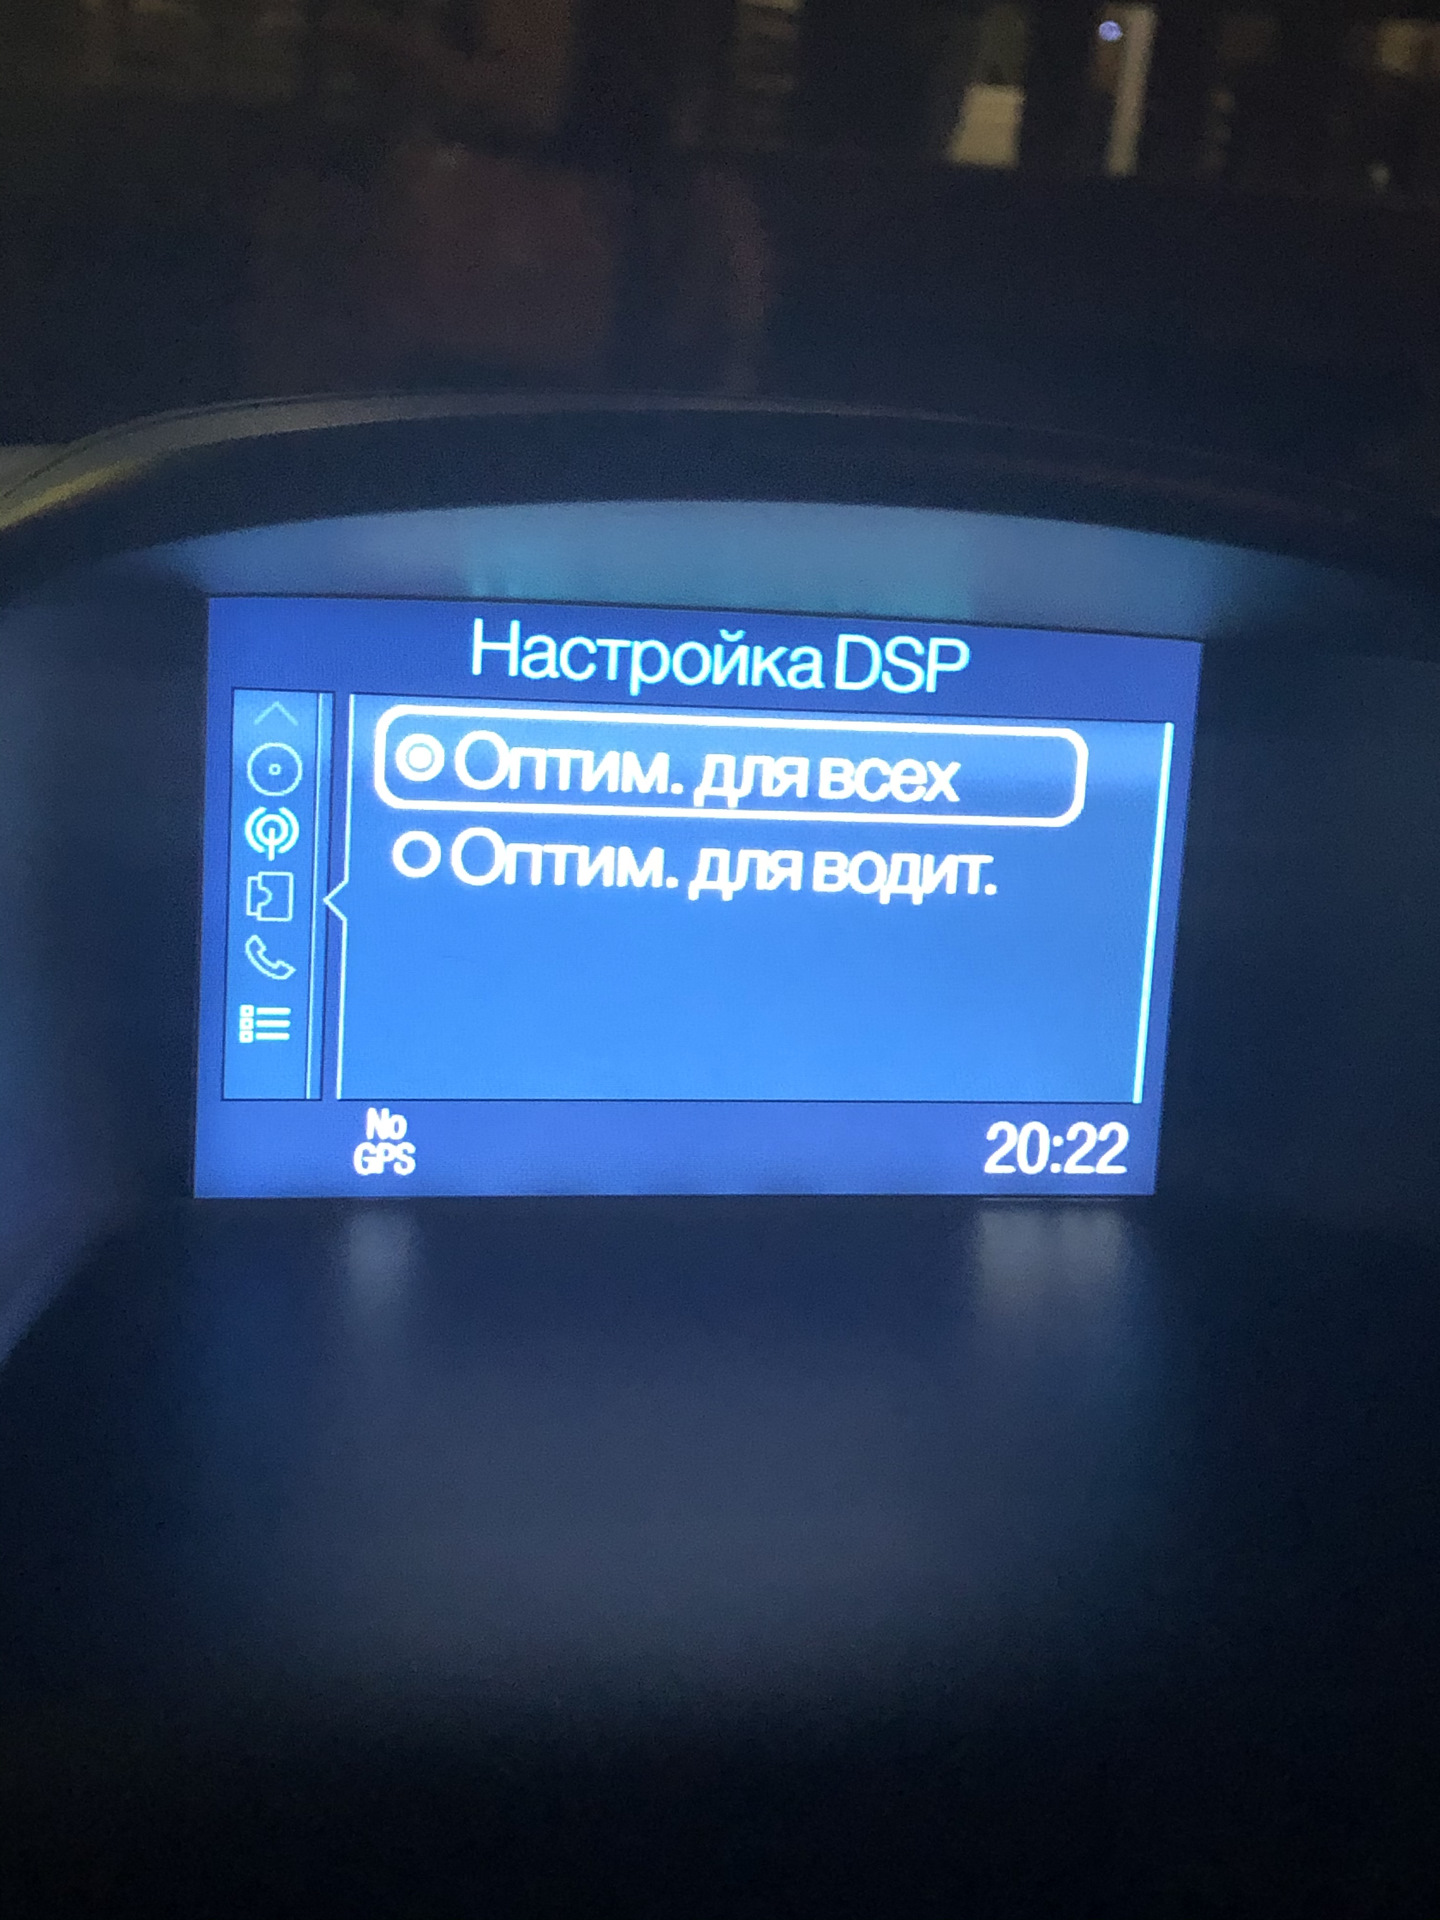 Настройка DSP
Оптим. для всех
Оптим. для водит.
No
GPS
20:22